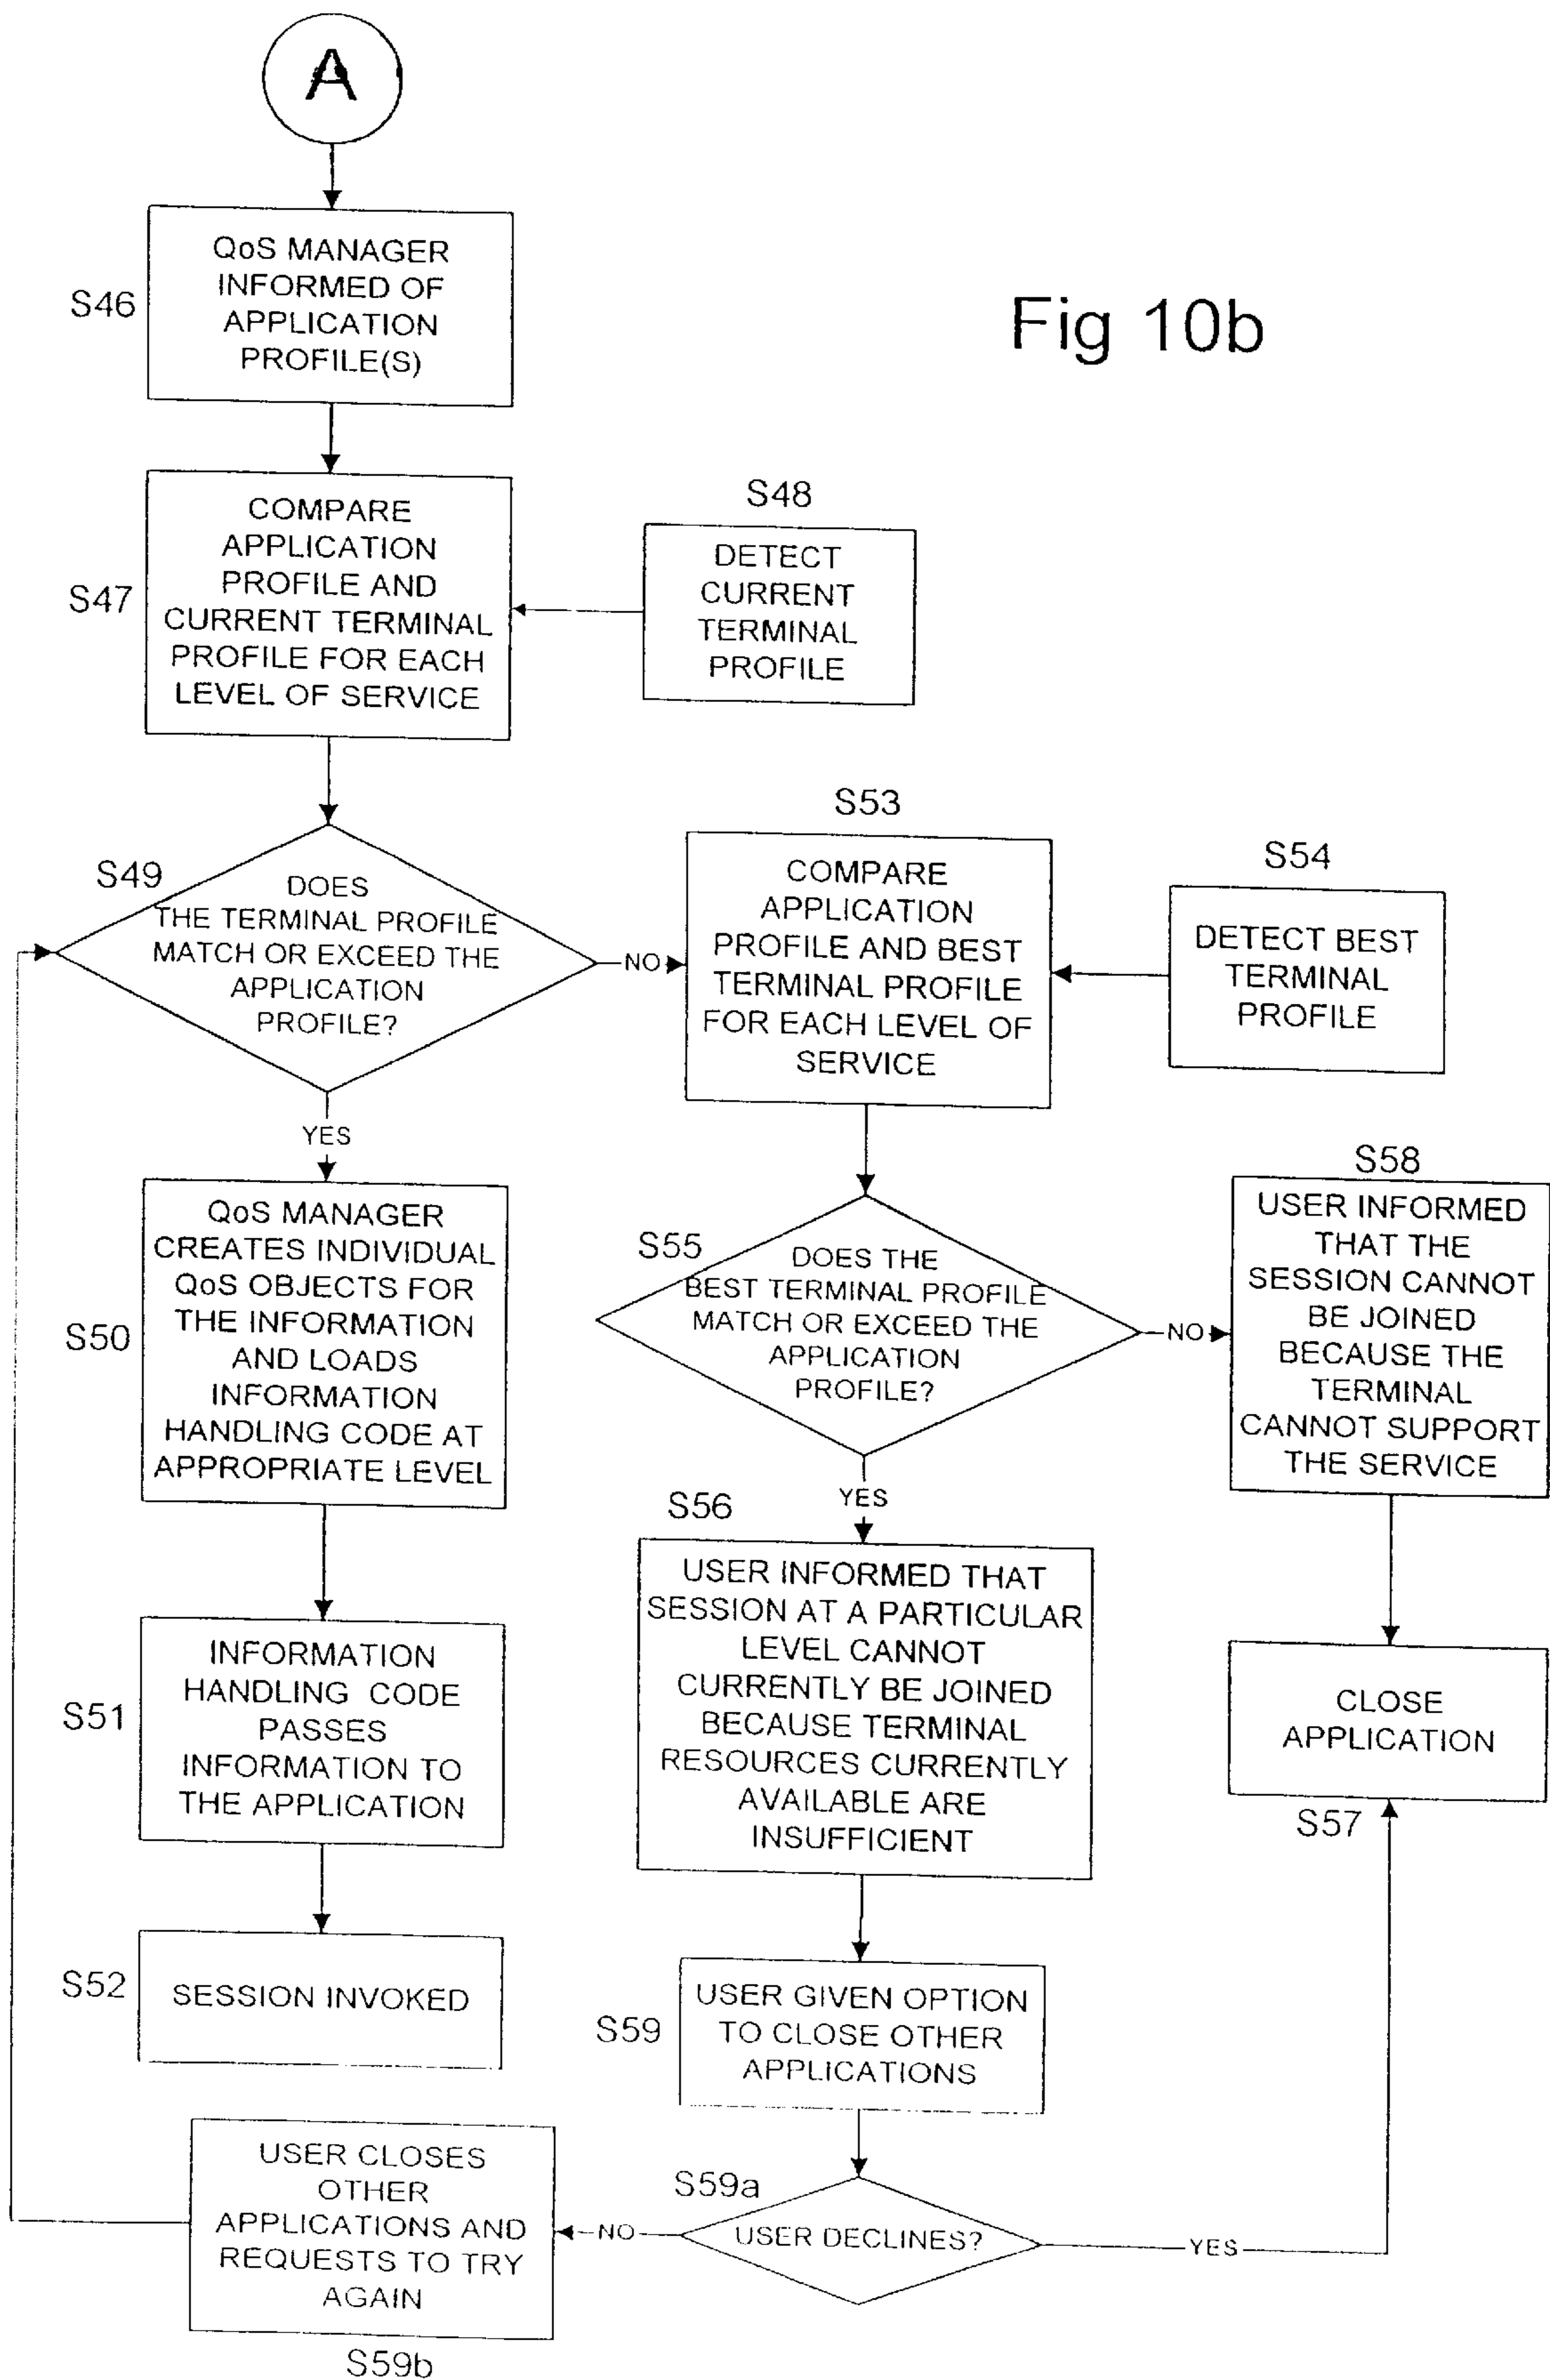 A
Fig 10b
S46
QoS MANAGER
INFORMED OF
APPLICATION
PROFILE(S)
S47
COMPARE
APPLICATION
PROFILE AND
CURRENT TERMINAL
PROFILE FOR EACH
LEVEL OF SERVICE
S48
DETECT
CURRENT
TERMINAL
PROFILE
S49
DOES
THE TERMINAL PROFILE
MATCH OR EXCEED THE
APPLICATION
PROFILE?
NO
YES
S53
COMPARE
APPLICATION
PROFILE AND BEST
TERMINAL PROFILE
FOR EACH LEVEL OF
SERVICE
S54
DETECT BEST
TERMINAL
PROFILE
S50
QoS MANAGER
CREATES INDIVIDUAL
QoS OBJECTS FOR
THE INFORMATION
AND LOADS
INFORMATION
HANDLING CODE AT
APPROPRIATE LEVEL
S55
DOES THE
BEST TERMINAL PROFILE
MATCH OR EXCEED THE
APPLICATION
PROFILE?
NO
YES
S58
USER INFORMED
THAT THE
SESSION CANNOT
BE JOINED
BECAUSE THE
TERMINAL
CANNOT SUPPORT
THE SERVICE
S51
INFORMATION
HANDLING CODE
PASSES
INFORMATION TO
THE APPLICATION
S56
USER INFORMED THAT
SESSION AT A PARTICULAR
LEVEL CANNOT
CURRENTLY BE JOINED
BECAUSE TERMINAL
RESOURCES CURRENTLY
AVAILABLE ARE
INSUFFICIENT
CLOSE
APPLICATION
S57
S52
SESSION INVOKED
S59
USER GIVEN OPTION
TO CLOSE OTHER
APPLICATIONS
S59a
USER DECLINES?
NO
YES
USER CLOSES
OTHER
APPLICATIONS AND
REQUESTS TO TRY
AGAIN
S59b